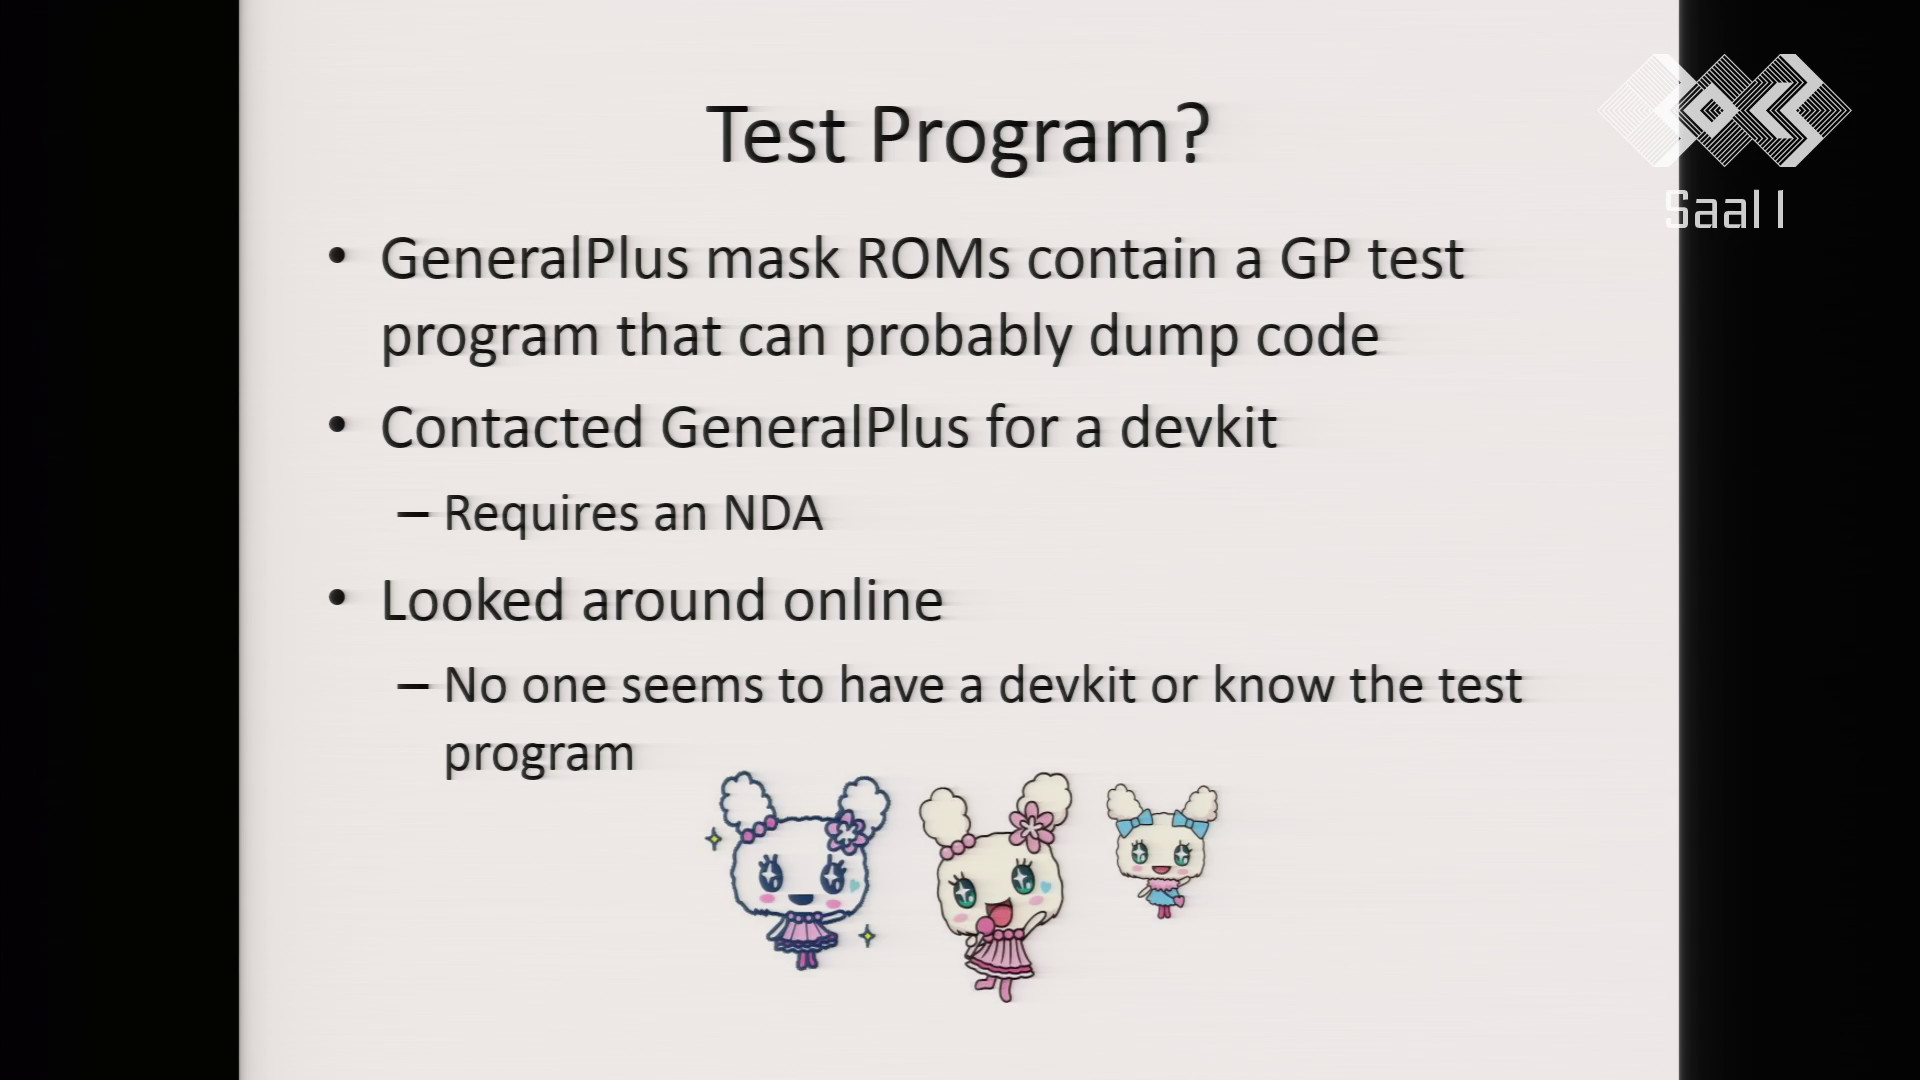 Test Program?
• GeneralPlus mask ROMs contain a GP test
program that can probably dump code
• Contacted GeneralPlus for a devkit
– Requires an NDA
• Looked around online
– No one seems to have a devkit or know the test
program
Saal 1